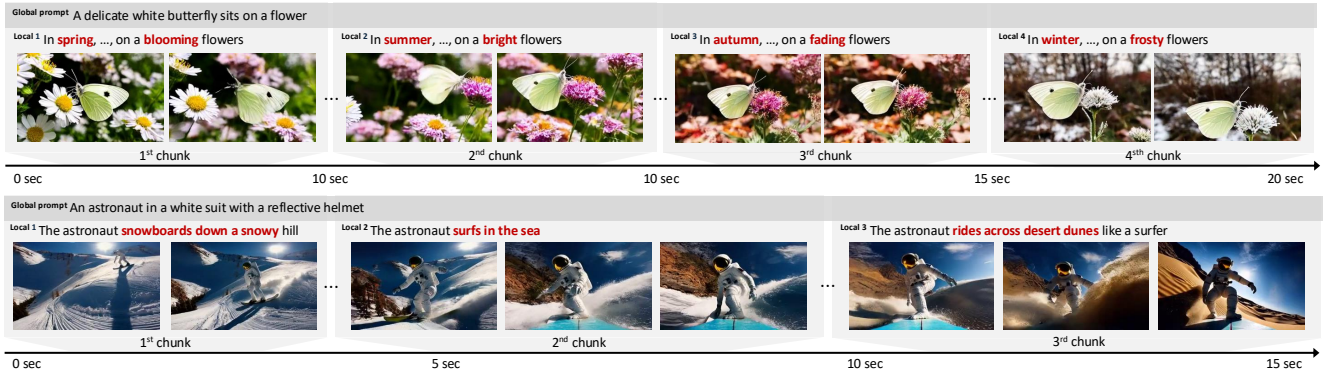 Global prompt A delicate white butterfly sits on a flower
Local 1 In spring, ..., on a blooming flowers
Local 2 In summer, ..., on a bright flowers
Local 3 In autumn, ..., on a fading flowers
Local 4 In winter, ..., on a frosty flowers
... ... ...
1st chunk 2nd chunk 3rd chunk 4sth chunk
0 sec 10 sec 10 sec 15 sec 20 sec
Global prompt An astronaut in a white suit with a reflective helmet
Local 1 The astronaut snowboards down a snowy hill
Local 2 The astronaut surfs in the sea
Local 3 The astronaut rides across desert dunes like a surfer
... ...
1st chunk 2nd chunk 3rd chunk
0 sec 5 sec 10 sec 15 sec